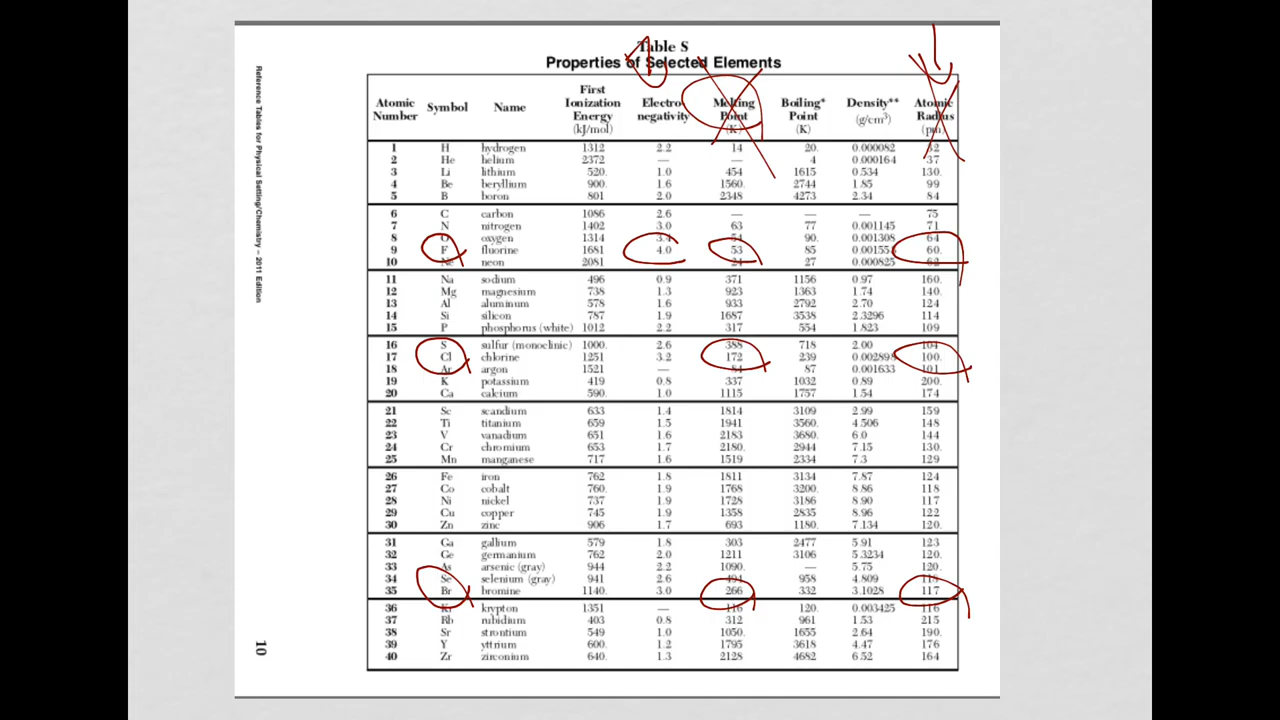 Table S
Properties of Selected Elements
Atomic Number Symbol Name First Ionization Energy (kJ/mol) Electro-negativity Melting Point (K) Boiling* Point (K) Density** (g/cm3) Atomic Radius (pm)
1 H hydrogen 1312 2.2 14 20. 0.000082 32
2 He helium 2372 — — 4 0.000164 37
3 Li lithium 520. 1.0 454 1615 0.534 130.
4 Be beryllium 900. 1.6 1560. 2744 1.85 99
5 B boron 801 2.0 2348 4273 2.34 84
6 C carbon 1086 2.6 — — — 75
7 N nitrogen 1402 3.0 63 77 0.001145 71
8 O oxygen 1314 3.4 54 90. 0.001308 64
9 F fluorine 1681 4.0 53 85 0.001553 60.
10 Ne neon 2081 — 24 27 0.000825 62
11 Na sodium 496 0.9 371 1156 0.97 160.
12 Mg magnesium 738 1.3 923 1363 1.74 140.
13 Al aluminum 578 1.6 933 2792 2.70 124
14 Si silicon 787 1.9 1687 3538 2.3296 114
15 P phosphorus (white) 1012 2.2 317 554 1.823 109
16 S sulfur (monoclinic) 1000. 2.6 388 718 2.00 104
17 Cl chlorine 1251 3.2 172 239 0.002898 100.
18 Ar argon 1521 — 84 87 0.001633 101
19 K potassium 419 0.8 337 1032 0.89 200.
20 Ca calcium 590. 1.0 1115 1757 1.54 174
21 Sc scandium 633 1.4 1814 3109 2.99 159
22 Ti titanium 659 1.5 1941 3560. 4.506 148
23 V vanadium 651 1.6 2183 3680. 6.0 144
24 Cr chromium 653 1.7 2180. 2944 7.15 130.
25 Mn manganese 717 1.6 1519 2334 7.3 129
26 Fe iron 762 1.8 1811 3134 7.87 124
27 Co cobalt 760. 1.9 1768 3200. 8.86 118
28 Ni nickel 737 1.9 1728 3186 8.90 117
29 Cu copper 745 1.9 1358 2835 8.96 122
30 Zn zinc 906 1.7 693 1180. 7.134 120.
31 Ga gallium 579 1.8 303 2477 5.91 123
32 Ge germanium 762 2.0 1211 3106 5.3234 120.
33 As arsenic (gray) 944 2.2 1090. — 5.75 120.
34 Se selenium (gray) 941 2.6 494 958 4.809 118
35 Br bromine 1140. 3.0 266 332 3.1028 117
36 Kr krypton 1351 — 116 120. 0.003425 116
37 Rb rubidium 403 0.8 312 961 1.53 215
38 Sr strontium 549 1.0 1050. 1655 2.64 190.
39 Y yttrium 600. 1.2 1795 3618 4.47 176
40 Zr zirconium 640. 1.3 2128 4682 6.52 164
Reference Tables for Physical Setting/Chemistry – 2011 Edition
10